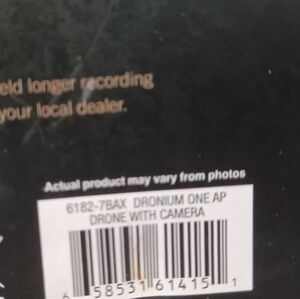 eld longer recording
your local dealer.
Actual product may vary from photos
6182-7BAX DRONIUM ONE AP
DRONE WITH CAMERA
6 58531 61415 1